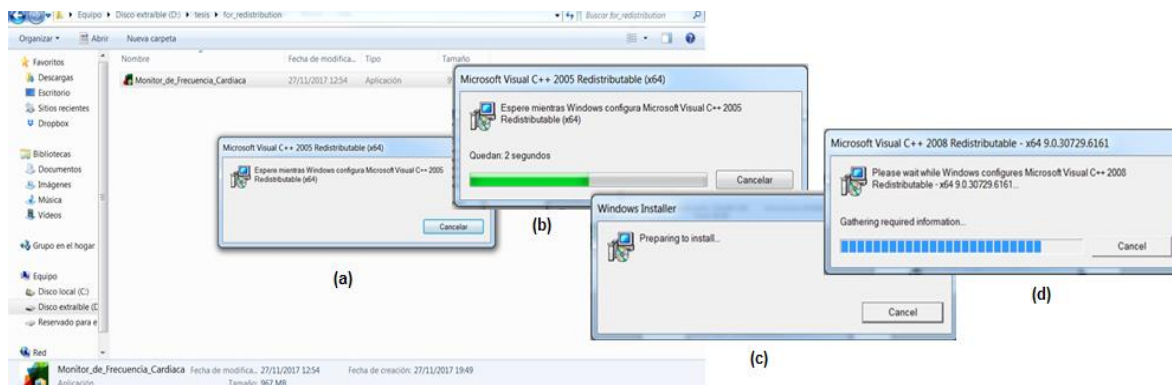 Equipo ▸ Disco extraíble (D:) ▸ tesis ▸ for_redistribution
Buscar for_redistribution
Organizar
Abrir
Nueva carpeta
Favoritos
Descargas
Escritorio
Sitios recientes
Dropbox
Bibliotecas
Documentos
Imágenes
Música
Vídeos
Grupo en el hogar
Equipo
Disco local (C:)
Disco extraíble (D
Reservado para e
Red
Nombre
Fecha de modifica...
Tipo
Tamaño
Monitor_de_Frecuencia_Cardiaca
27/11/2017 12:54
Aplicación
Microsoft Visual C++ 2005 Redistributable (x64)
Espere mientras Windows configura Microsoft Visual C++ 2005
Redistributable (x64)
Cancelar
(a)
Microsoft Visual C++ 2005 Redistributable (x64)
Espere mientras Windows configura Microsoft Visual C++ 2005
Redistributable (x64)
Quedan: 2 segundos
Cancelar
(b)
Windows Installer
Preparing to install...
Cancel
(c)
Microsoft Visual C++ 2008 Redistributable - x64 9.0.30729.6161
Please wait while Windows configures Microsoft Visual C++ 2008
Redistributable - x64 9.0.30729.6161...
Gathering required information...
Cancel
(d)
Monitor_de_Frecuencia_Cardiaca Fecha de modifica... 27/11/2017 12:54 Fecha de creación: 27/11/2017 19:49
Aplicación Tamaño: 967 MB